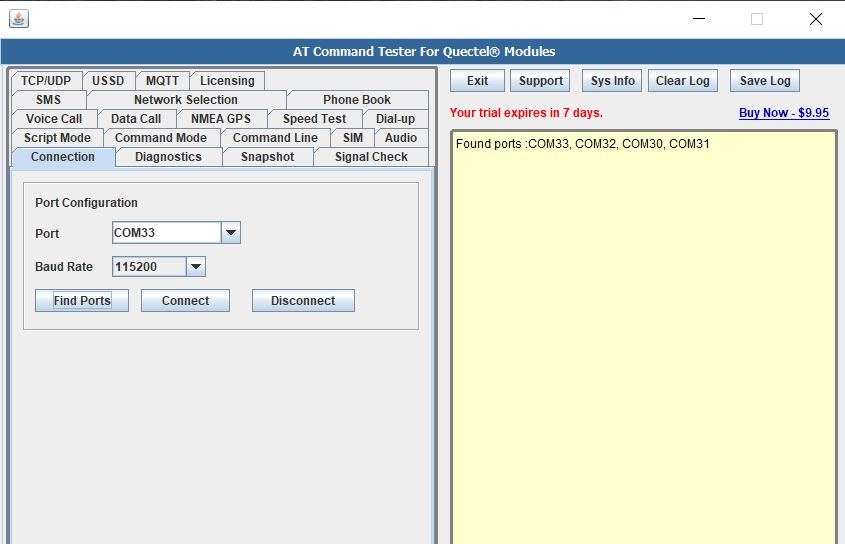 AT Command Tester For Quectel® Modules
TCP/UDP USSD MQTT Licensing
SMS Network Selection Phone Book
Voice Call Data Call NMEA GPS Speed Test Dial-up
Script Mode Command Mode Command Line SIM Audio
Connection Diagnostics Snapshot Signal Check
Port Configuration
Port COM33
Baud Rate 115200
Find Ports Connect Disconnect
Exit Support Sys Info Clear Log Save Log
Your trial expires in 7 days. Buy Now - $9.95
Found ports :COM33, COM32, COM30, COM31